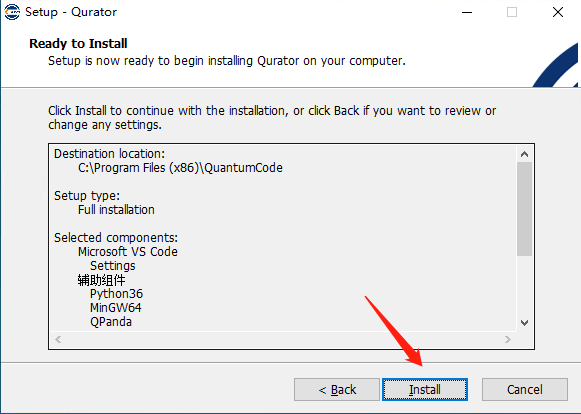 Setup - Qurator
Ready to Install
Setup is now ready to begin installing Qurator on your computer.
Click Install to continue with the installation, or click Back if you want to review or
change any settings.
Destination location:
C:\Program Files (x86)\QuantumCode
Setup type:
Full installation
Selected components:
Microsoft VS Code
Settings
辅助组件
Python36
MinGW64
QPanda
< Back
Install
Cancel